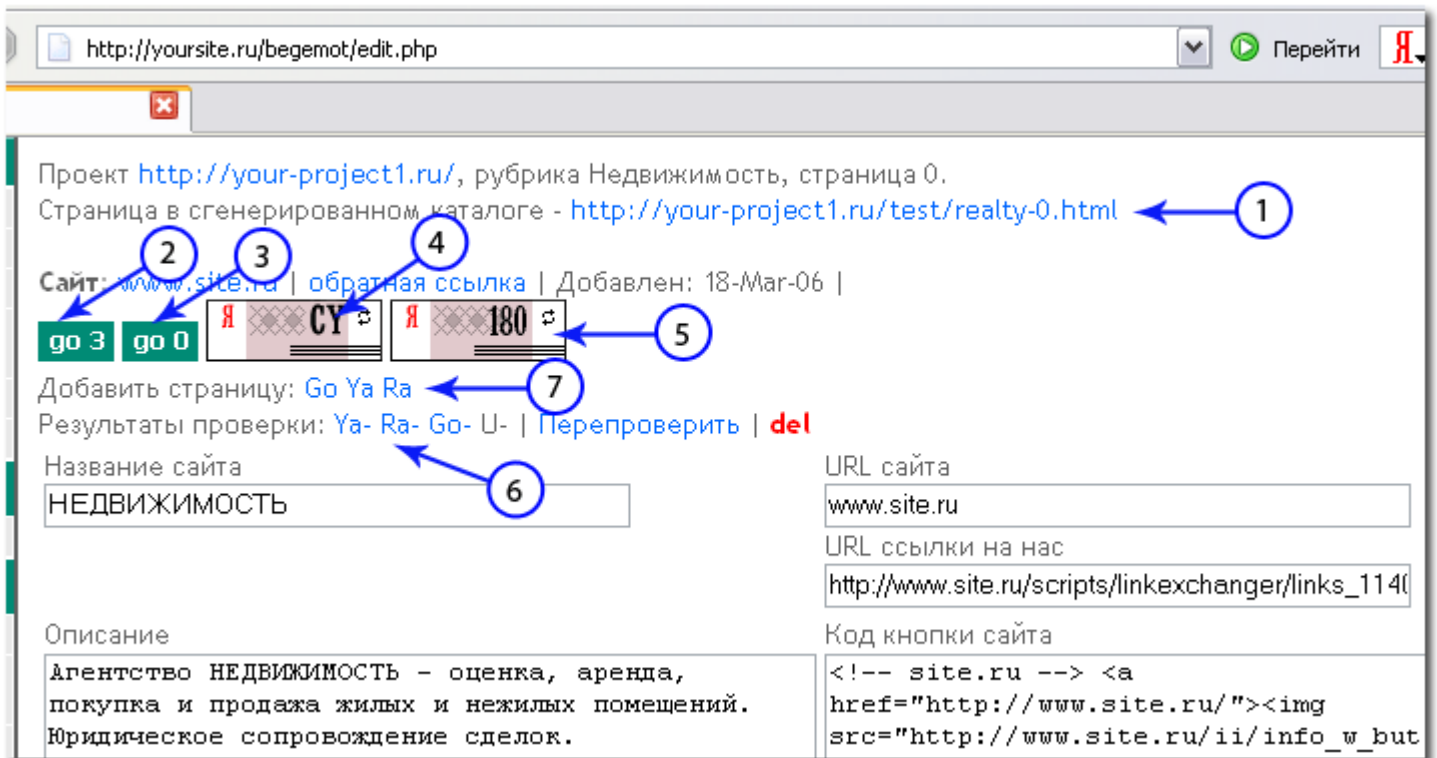 http://yoursite.ru/begemot/edit.php Перейти Я
Проект http://your-project1.ru/, рубрика Недвижимость, страница 0.
Страница в сгенерированном каталоге - http://your-project1.ru/test/realty-0.html 1
2 3 4
Сайт: www.site.ru | обратная ссылка | Добавлен: 18-Mar-06 |
go 3 go 0 Я CY Я 180 5
Добавить страницу: Go Ya Ra 7
Результаты проверки: Ya- Ra- Go- U- | Перепроверить | del
6
Название сайта URL сайта
НЕДВИЖИМОСТЬ www.site.ru
URL ссылки на нас
http://www.site.ru/scripts/linkexchanger/links_114(
Описание Код кнопки сайта
Агентство НЕДВИЖИМОСТЬ - оценка, аренда, <!-- site.ru --> <a
покупка и продажа жилых и нежилых помещений. href="http://www.site.ru/"><img
Юридическое сопровождение сделок. src="http://www.site.ru/ii/info_w_but